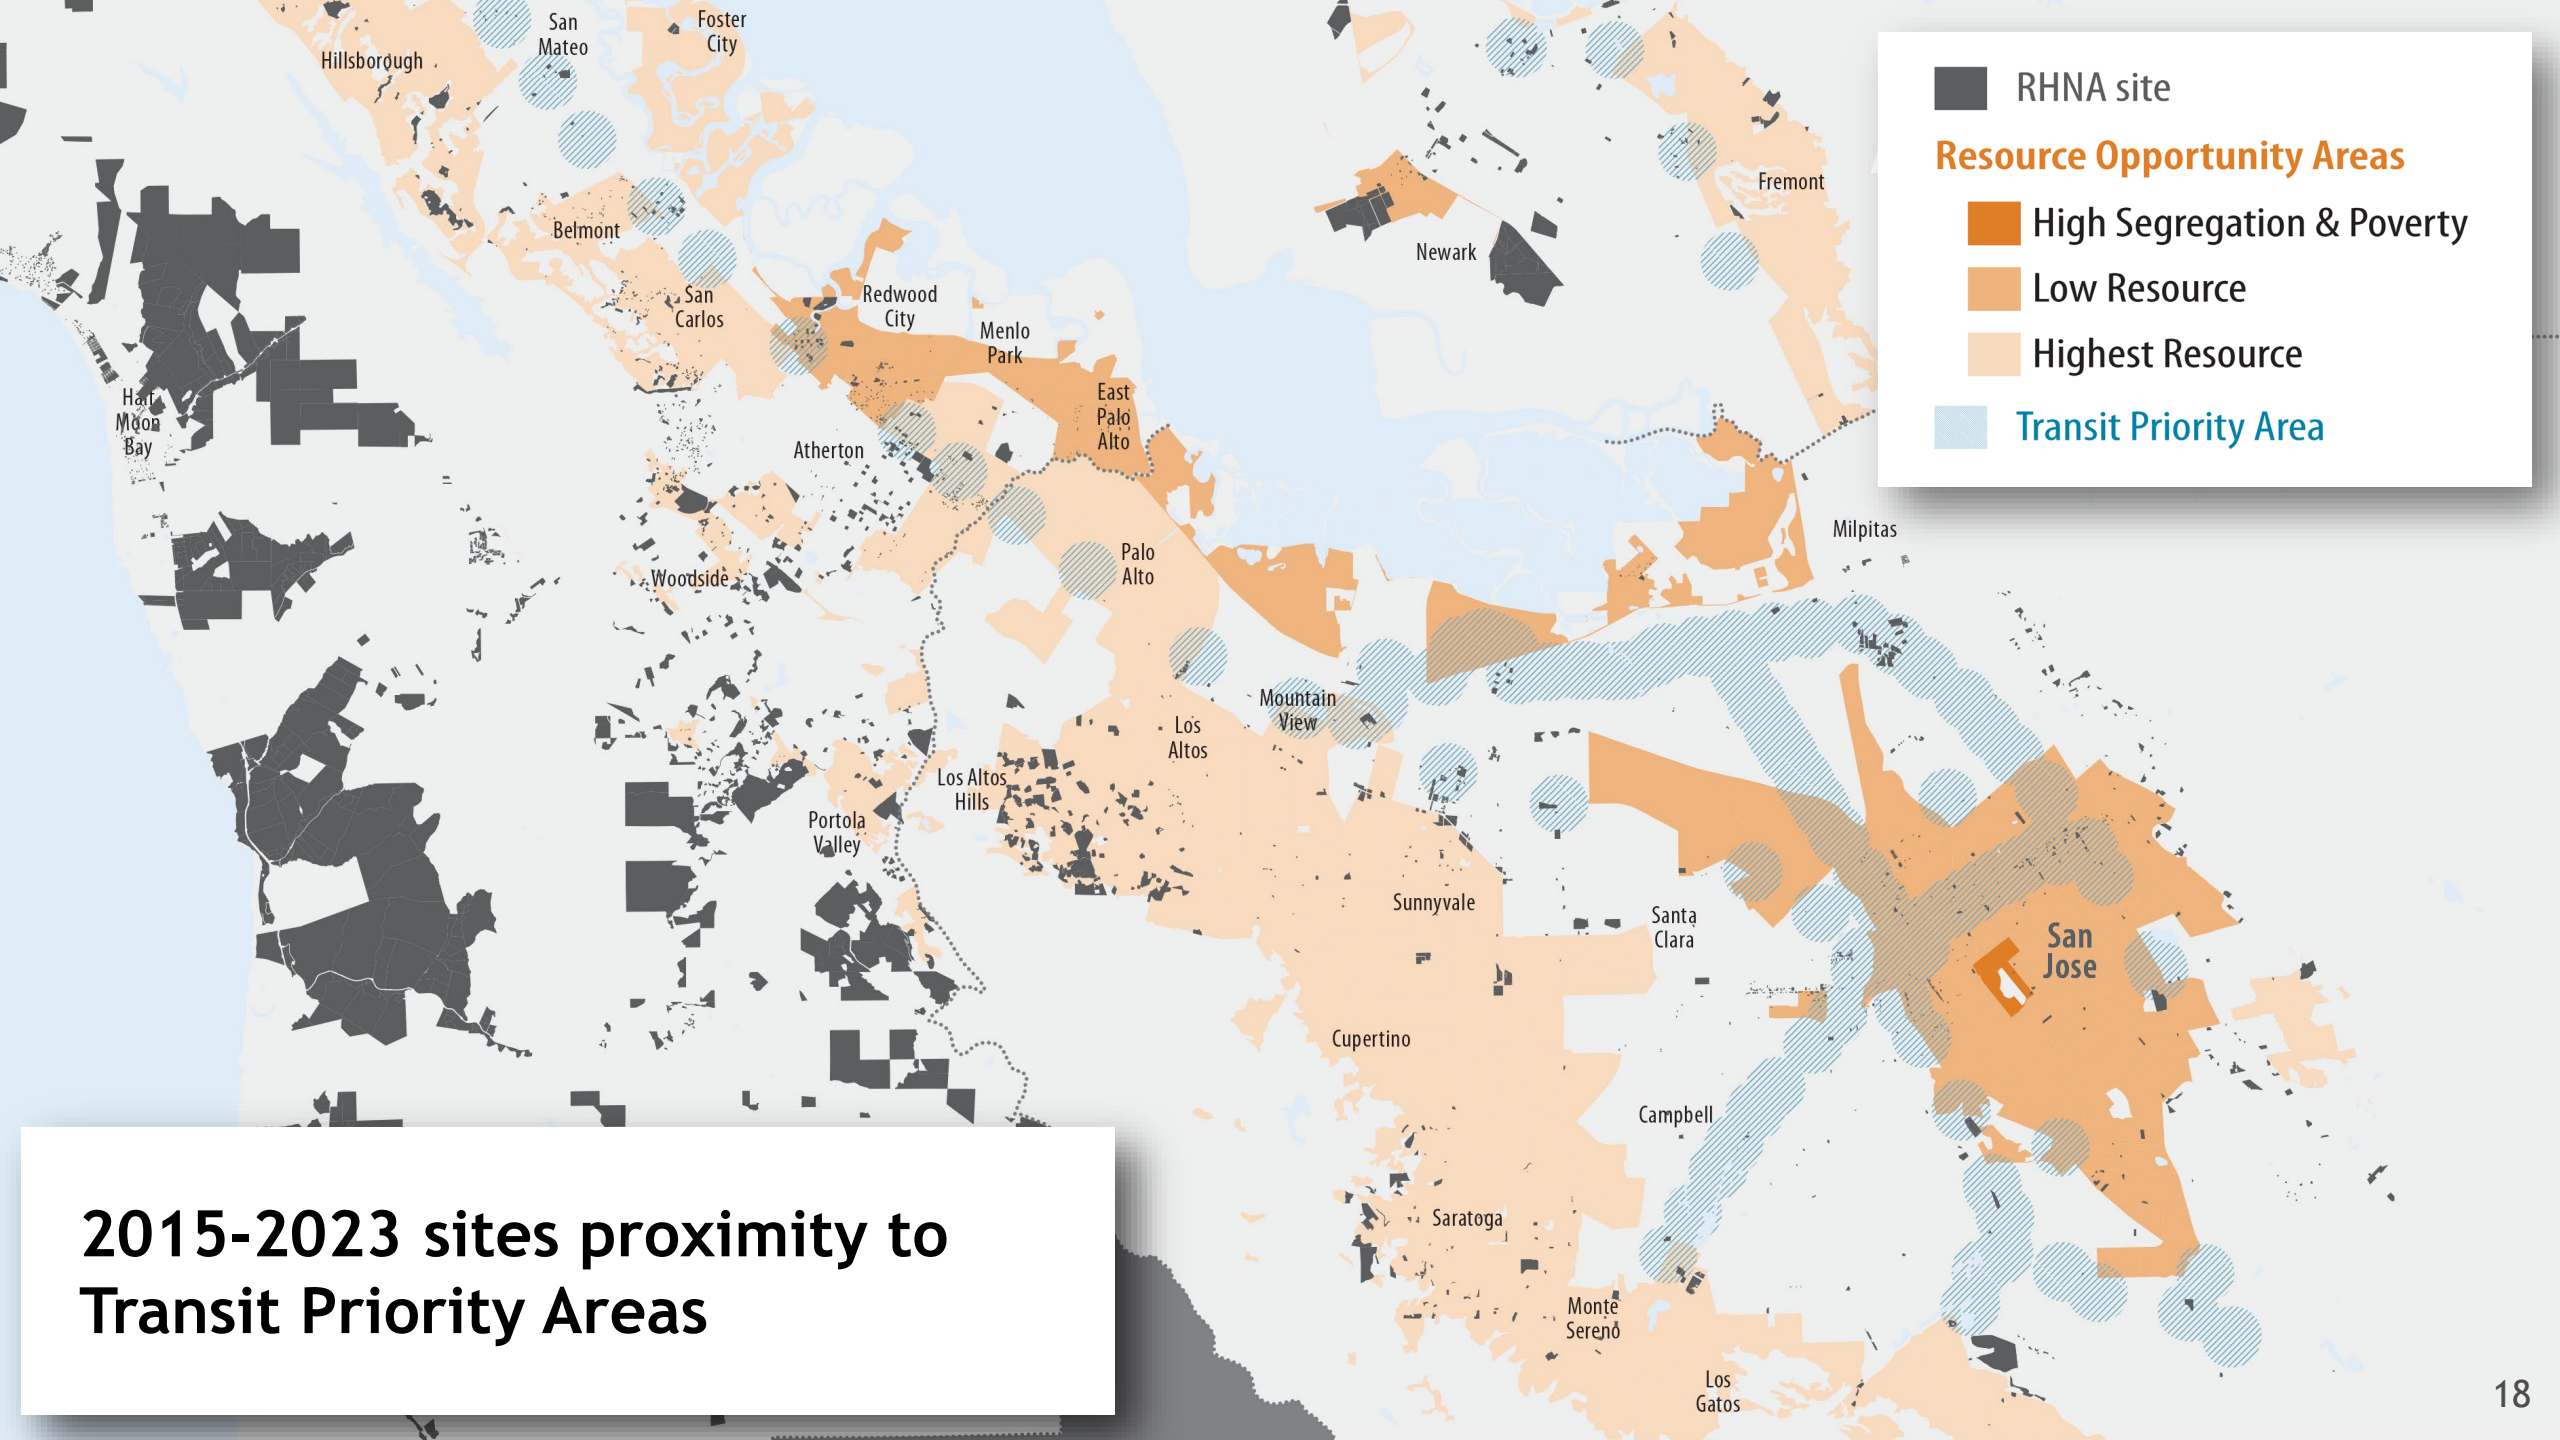 San
Mateo
Foster
City
Hillsborough
Belmont
San
Carlos
Redwood
City
Menlo
Park
East
Palo
Alto
Half
Moon
Bay
Atherton
Woodside
Palo
Alto
Newark
Fremont
Milpitas
Mountain
View
Los
Altos
Los Altos
Hills
Portola
Valley
Sunnyvale
Santa
Clara
San
Jose
Cupertino
Campbell
Saratoga
Monte
Sereno
Los
Gatos
RHNA site
Resource Opportunity Areas
High Segregation & Poverty
Low Resource
Highest Resource
Transit Priority Area
2015-2023 sites proximity to
Transit Priority Areas
18